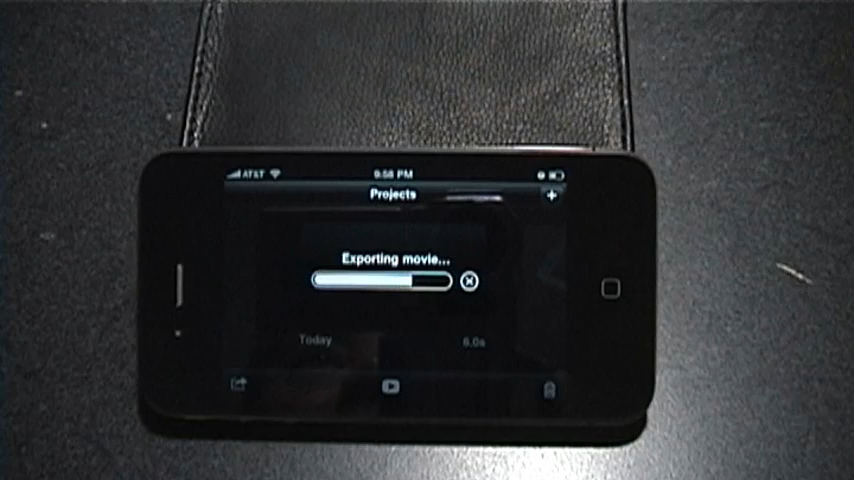 AT&T 9:58 PM
Projects +
Exporting movie...
Today 6.0s